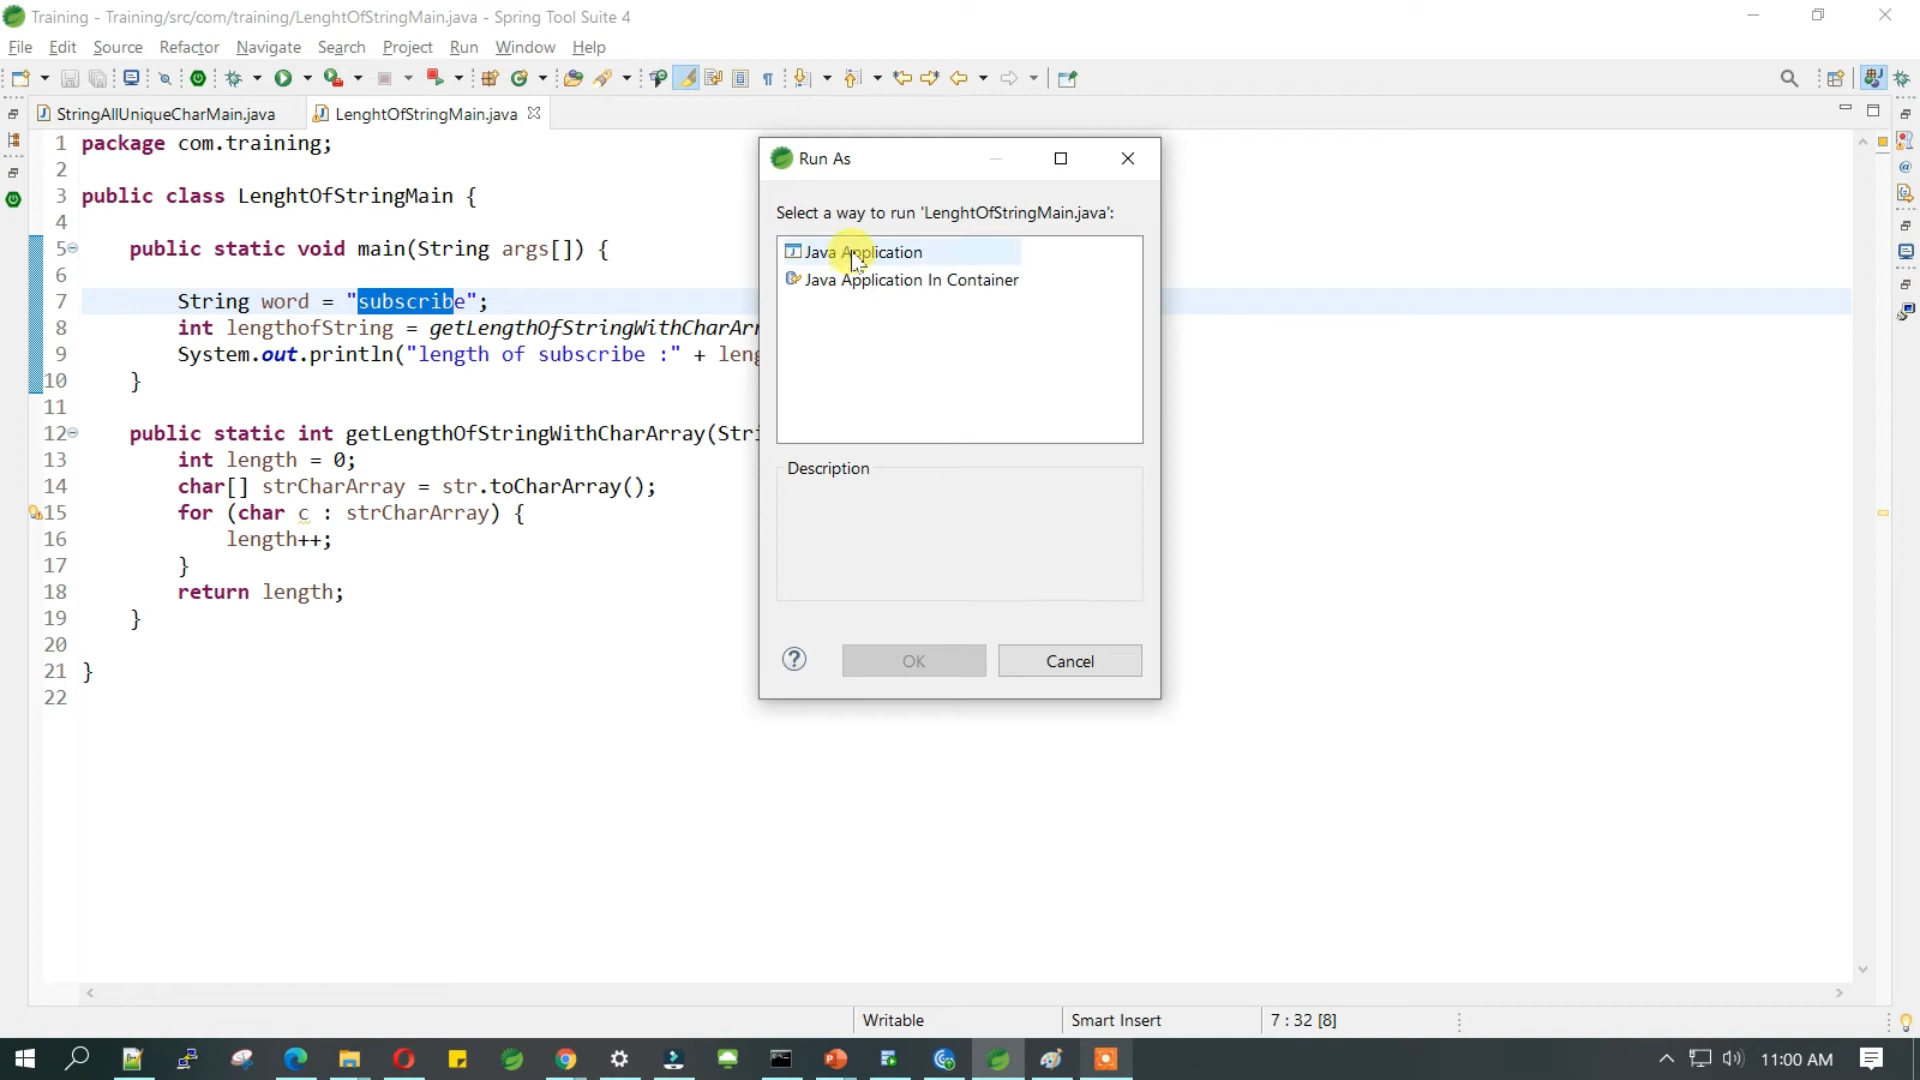 Training - Training/src/com/training/LenghtOfStringMain.java - Spring Tool Suite 4
File Edit Source Refactor Navigate Search Project Run Window Help
StringAllUniqueCharMain.java LenghtOfStringMain.java
1 package com.training;
2
3 public class LenghtOfStringMain {
4
5 public static void main(String args[]) {
6
7 String word = "subscribe";
8 int lengthofString = getLengthOfStringWithCharArr
9 System.out.println("length of subscribe :" + leng
10 }
11
12 public static int getLengthOfStringWithCharArray(Stri
13 int length = 0;
14 char[] strCharArray = str.toCharArray();
15 for (char c : strCharArray) {
16 length++;
17 }
18 return length;
19 }
20
21 }
22
Run As
Select a way to run 'LenghtOfStringMain.java':
Java Application
Java Application In Container
Description
OK Cancel
Writable Smart Insert 7 : 32 [8]
11:00 AM